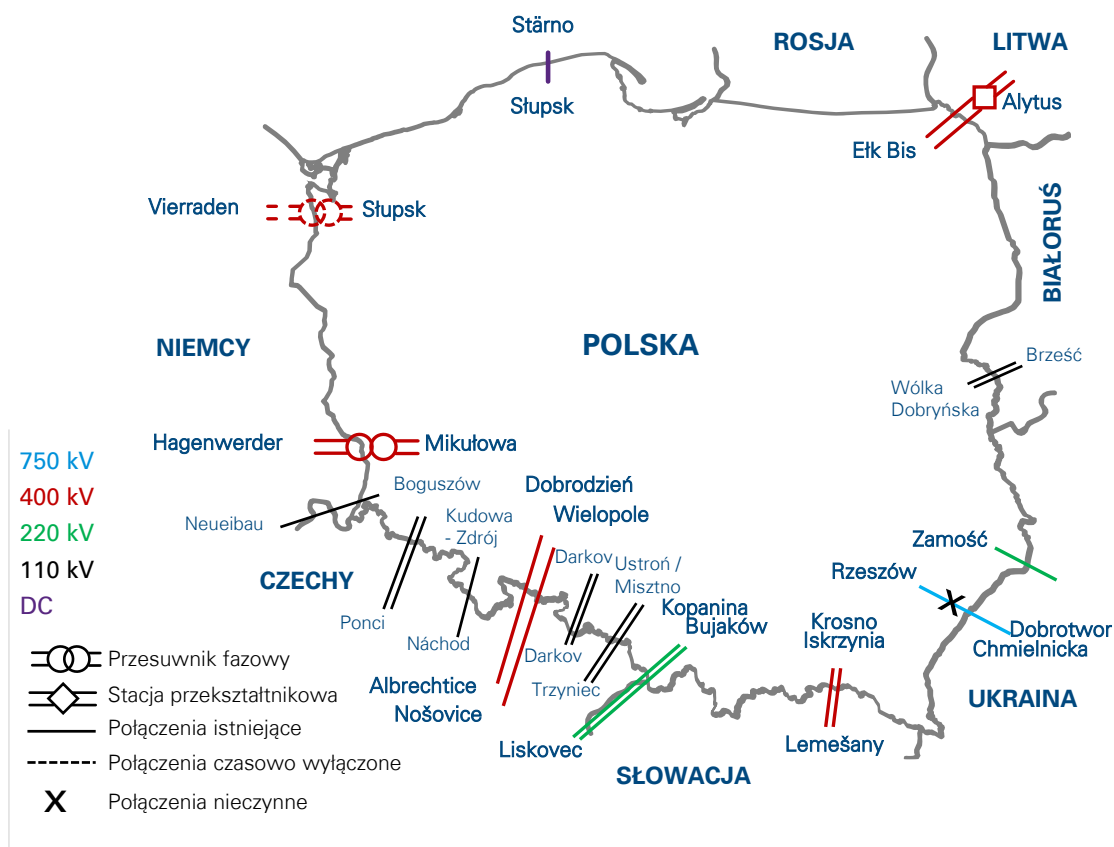 Stärno
ROSJA
LITWA
Słupsk
Alytus
Ełk Bis
Vierraden
Słupsk
BIAŁORUŚ
NIEMCY
POLSKA
Brześć
Wólka
Dobryńska
Hagenwerder
Mikułowa
750 kV
400 kV
220 kV
110 kV
DC
Boguszów
Dobrodzień
Wielopole
Neueibau
Kudowa
- Zdrój
Darkov
Ustroń /
Misztno
Zamość
CZECHY
Rzeszów
Kopanina
Bujaków
Krosno
Iskrzynia
Ponci
Náchod
Darkov
Dobrotwor
Chmielnicka
Przesuwnik fazowy
Trzyniec
Albrechtice
Nošovice
UKRAINA
Stacja przekształtnikowa
Połączenia istniejące
Liskovec
Lemešany
Połączenia czasowo wyłączone
SŁOWACJA
X Połączenia nieczynne